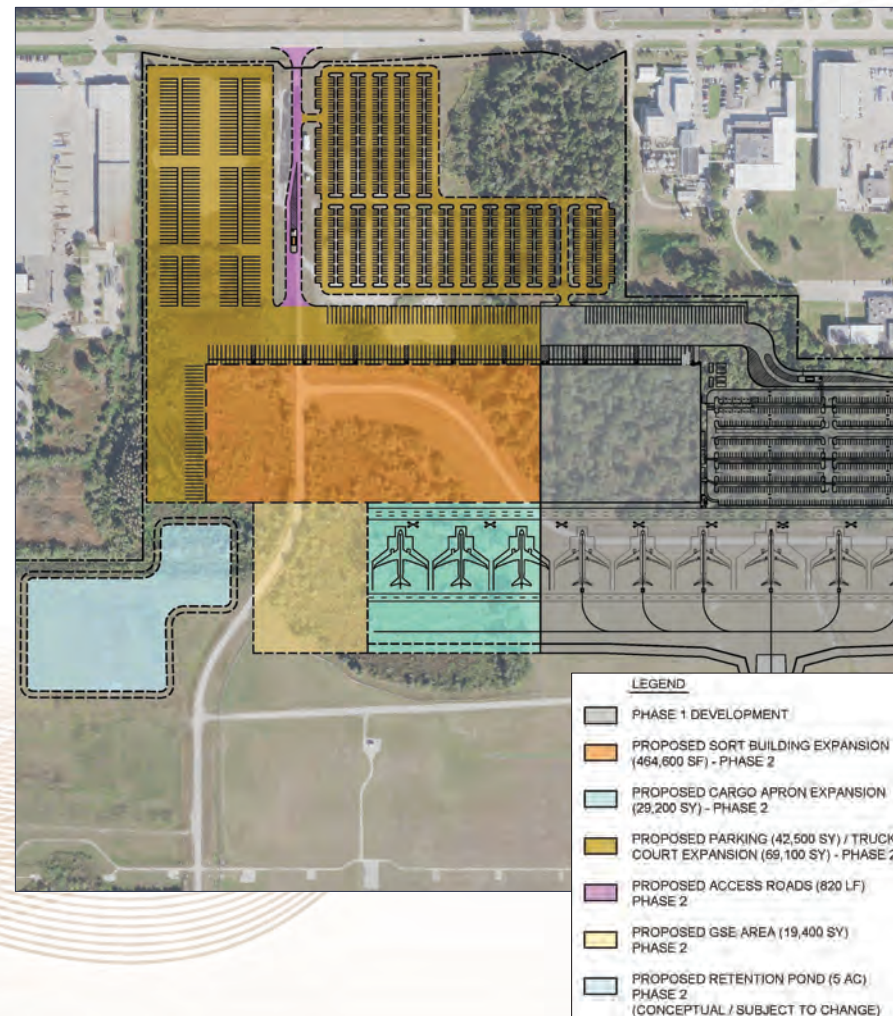 LEGEND
PHASE 1 DEVELOPMENT
PROPOSED SORT BUILDING EXPANSION
(464,600 SF) - PHASE 2
PROPOSED CARGO APRON EXPANSION
(29,200 SY) - PHASE 2
PROPOSED PARKING (42,500 SY) / TRUCK
COURT EXPANSION (69,100 SY) - PHASE 2
PROPOSED ACCESS ROADS (820 LF)
PHASE 2
PROPOSED GSE AREA (19,400 SY)
PHASE 2
PROPOSED RETENTION POND (5 AC)
PHASE 2
(CONCEPTUAL / SUBJECT TO CHANGE)